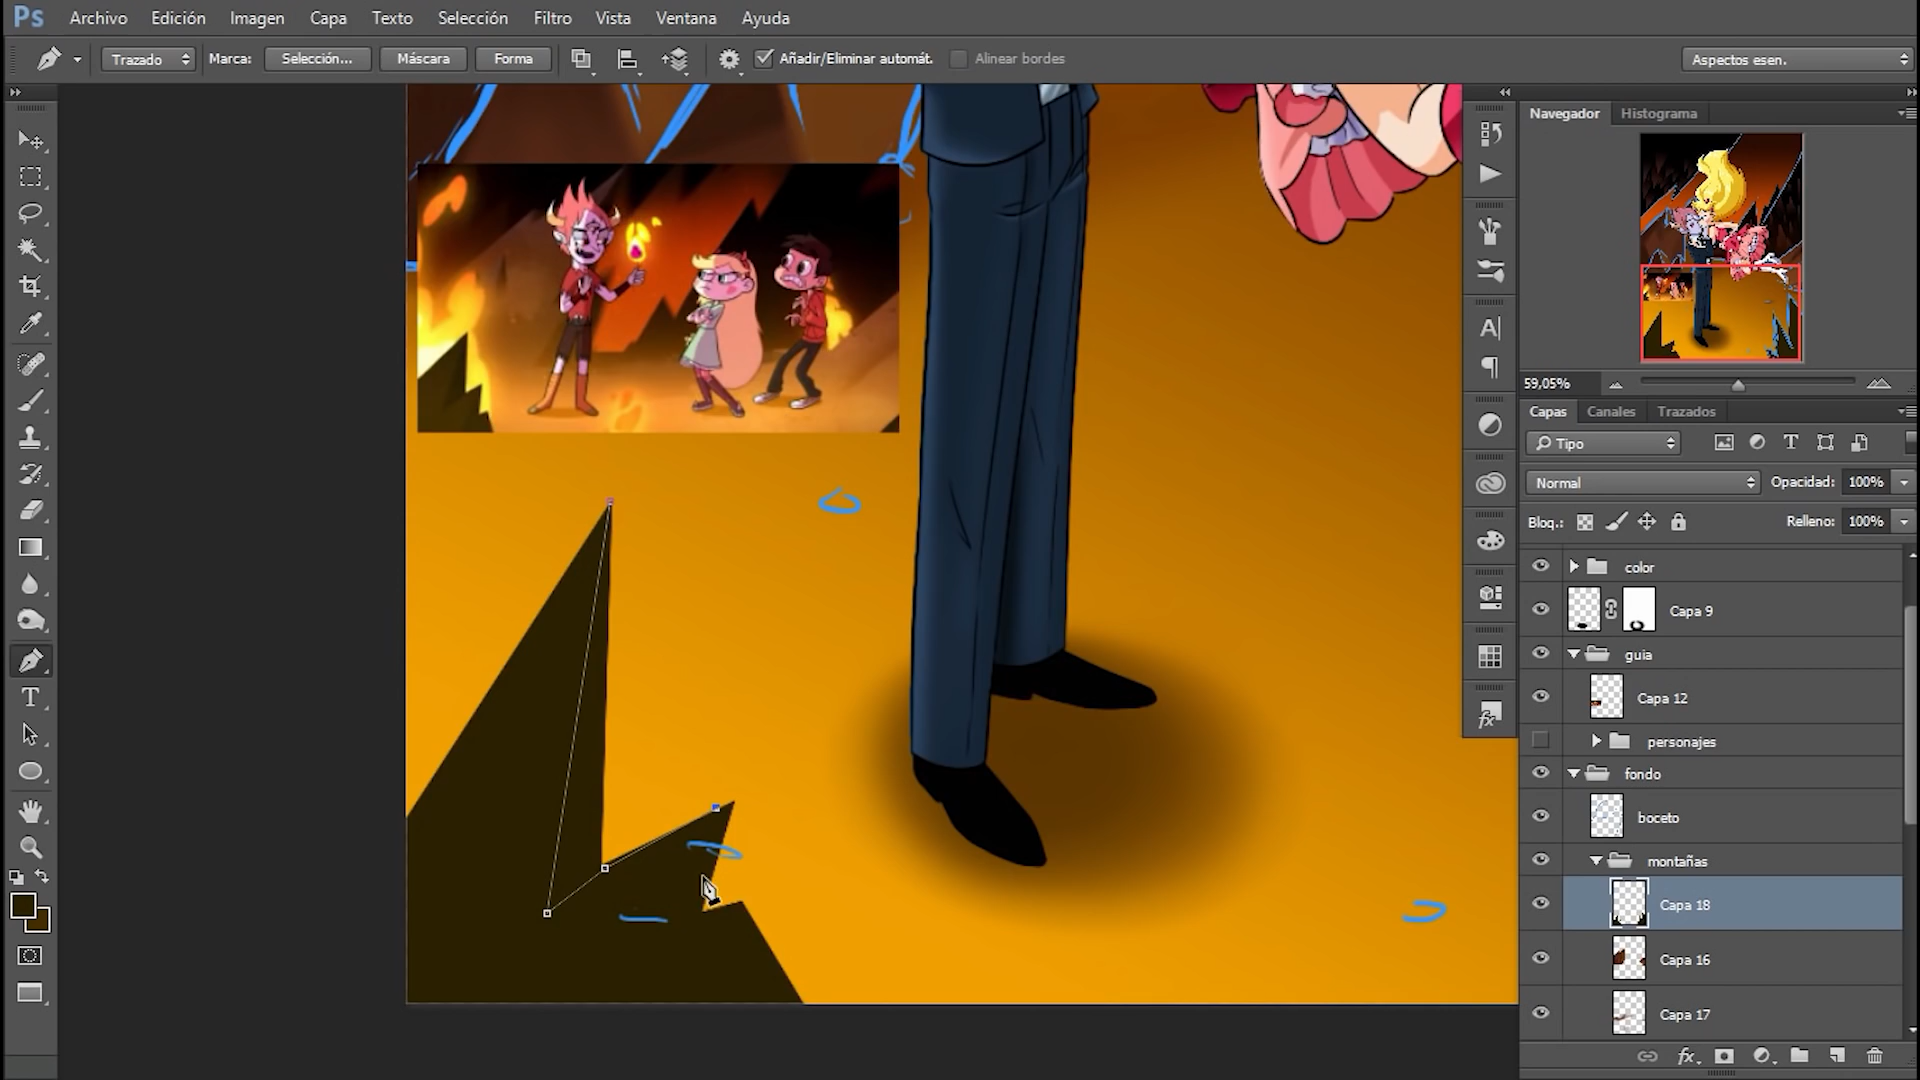 Ps Archivo Edición Imagen Capa Texto Selección Filtro Vista Ventana Ayuda
Trazado Marca: Selección... Máscara Forma Añadir/Eliminar automát. Alinear bordes Aspectos esen.
Navegador Histograma
59,05%
Capas Canales Trazados
Tipo
Normal Opacidad: 100%
Bloq.: Relleno: 100%
color
Capa 9
guia
Capa 12
personajes
fondo
boceto
montañas
Capa 18
Capa 16
Capa 17